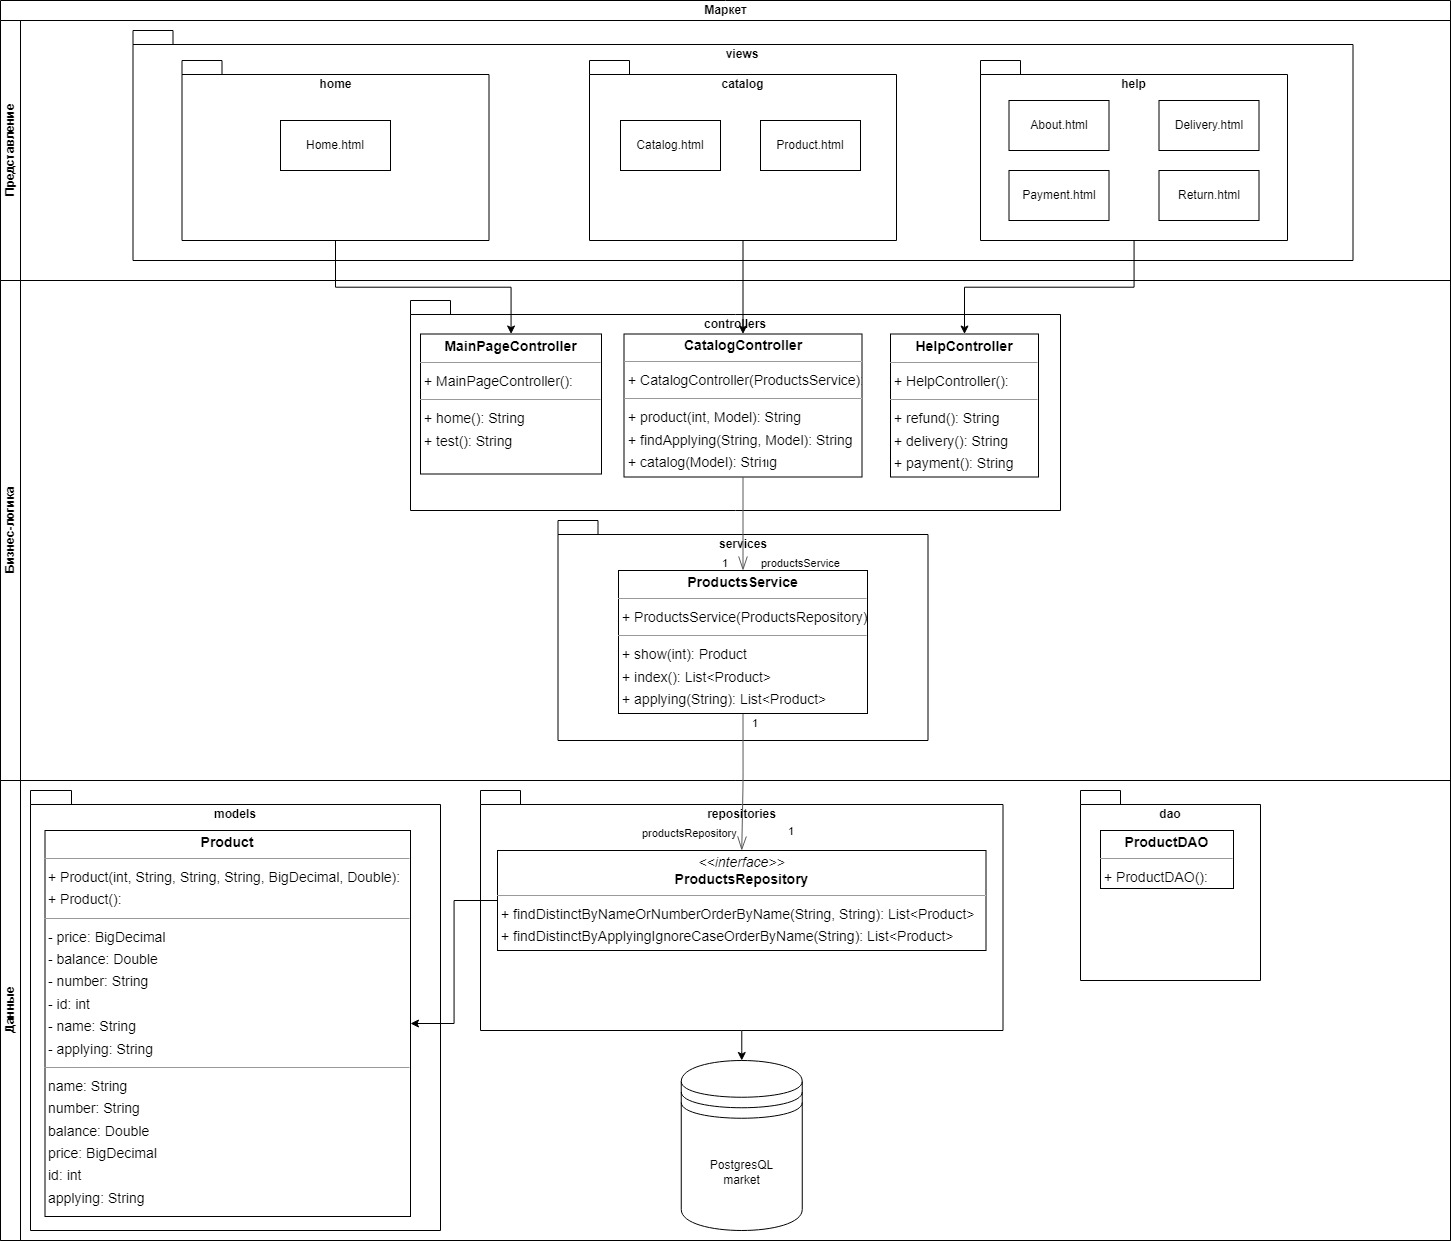 Маркет
Представление
views
home
Home.html
catalog
Catalog.html
Product.html
help
About.html
Delivery.html
Payment.html
Return.html
Бизнес-логика
controllers
MainPageController
+ MainPageController():
+ home(): String
+ test(): String
CatalogController
+ CatalogController(ProductsService)
+ product(int, Model): String
+ findApplying(String, Model): String
+ catalog(Model): String
HelpController
+ HelpController():
+ refund(): String
+ delivery(): String
+ payment(): String
services
1
productsService
ProductsService
+ ProductsService(ProductsRepository)
+ show(int): Product
+ index(): List<Product>
+ applying(String): List<Product>
1
Данные
models
Product
+ Product(int, String, String, String, BigDecimal, Double):
+ Product():
- price: BigDecimal
- balance: Double
- number: String
- id: int
- name: String
- applying: String
name: String
number: String
balance: Double
price: BigDecimal
id: int
applying: String
repositories
productsRepository
1
<<interface>>
ProductsRepository
+ findDistinctByNameOrNumberOrderByName(String, String): List<Product>
+ findDistinctByApplyingIgnoreCaseOrderByName(String): List<Product>
dao
ProductDAO
+ ProductDAO():
PostgresQL
market